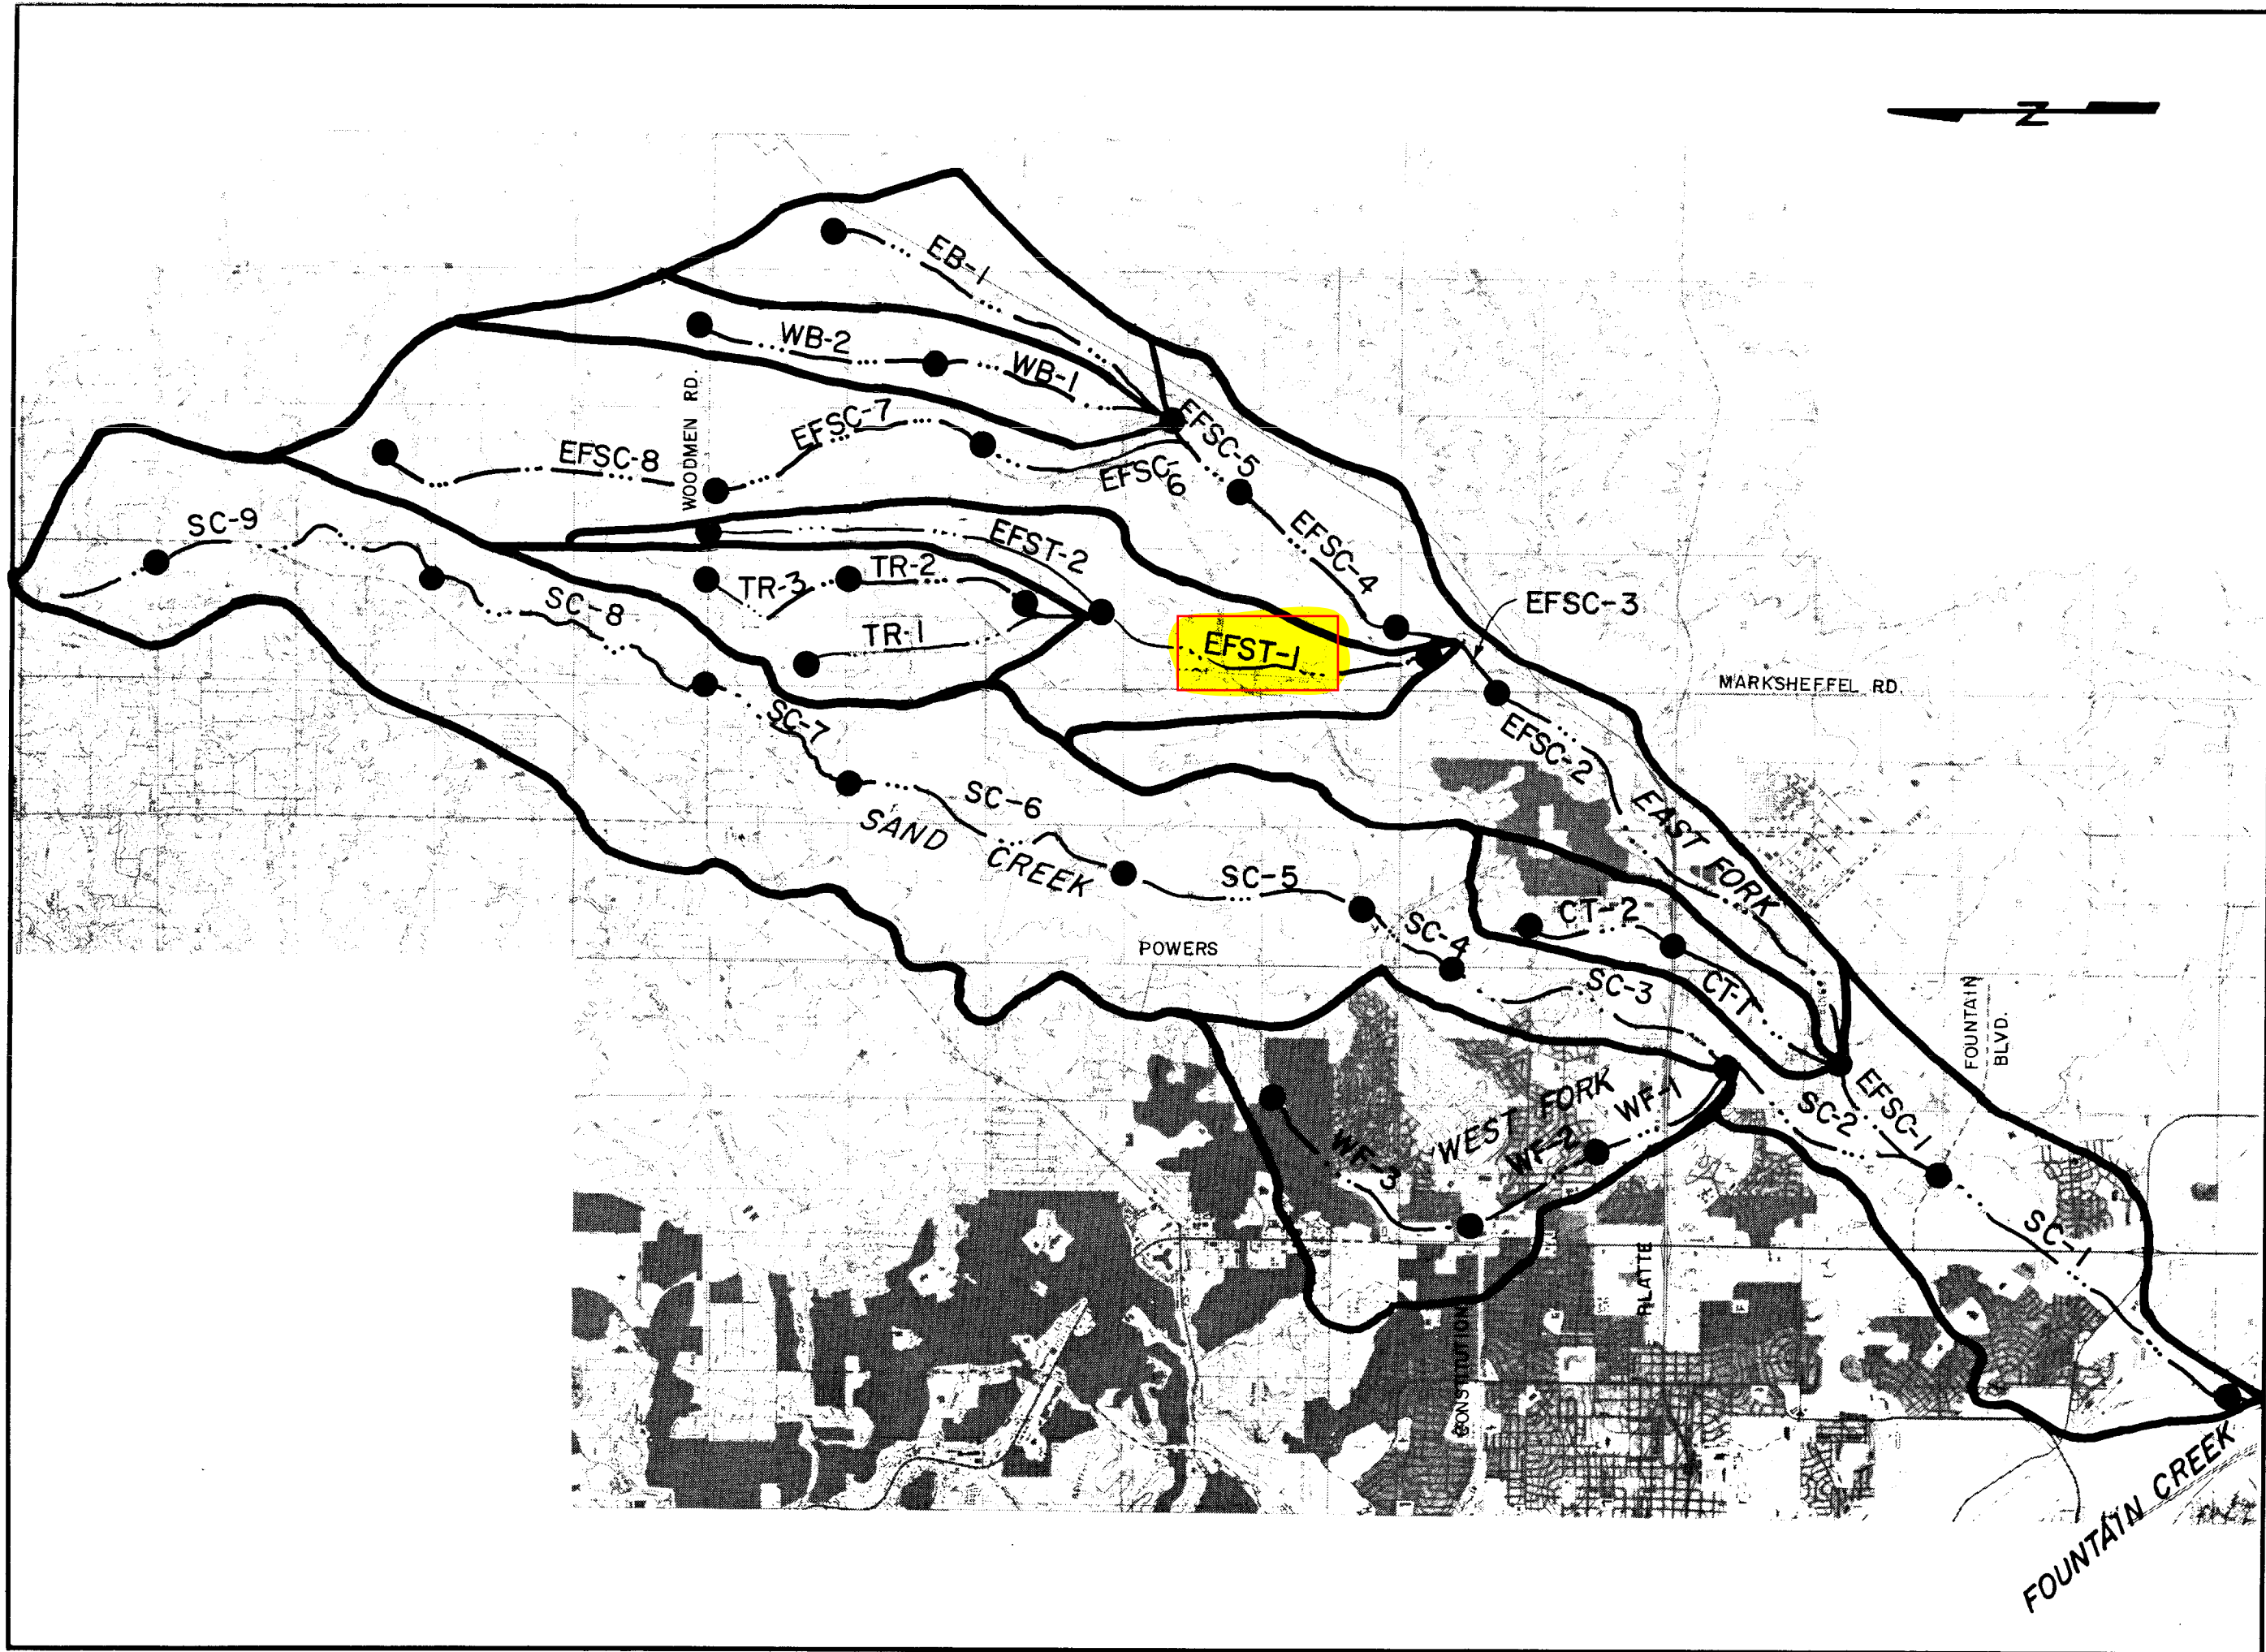 N
EB-1
WB-2
WB-1
WOODMEN RD.
EFSC-7
EFSC-5
EFSC-8
EFSC-6
SC-9
EFST-2
EFSC-4
TR-2
TR-3
SC-8
EFSC-3
TR-1
EFST-1
MARKSHEFFEL RD.
SC-7
EFSC-2
SC-6
SAND CREEK
EAST FORK
SC-5
CT-2
SC-4
POWERS
SC-3
CT-1
FOUNTAIN
BLVD.
EFSC-1
WF-1
SC-2
WEST FORK
WF-2
WF-3
SC-1
PLATTE
CONSTITUTION
FOUNTAIN CREEK